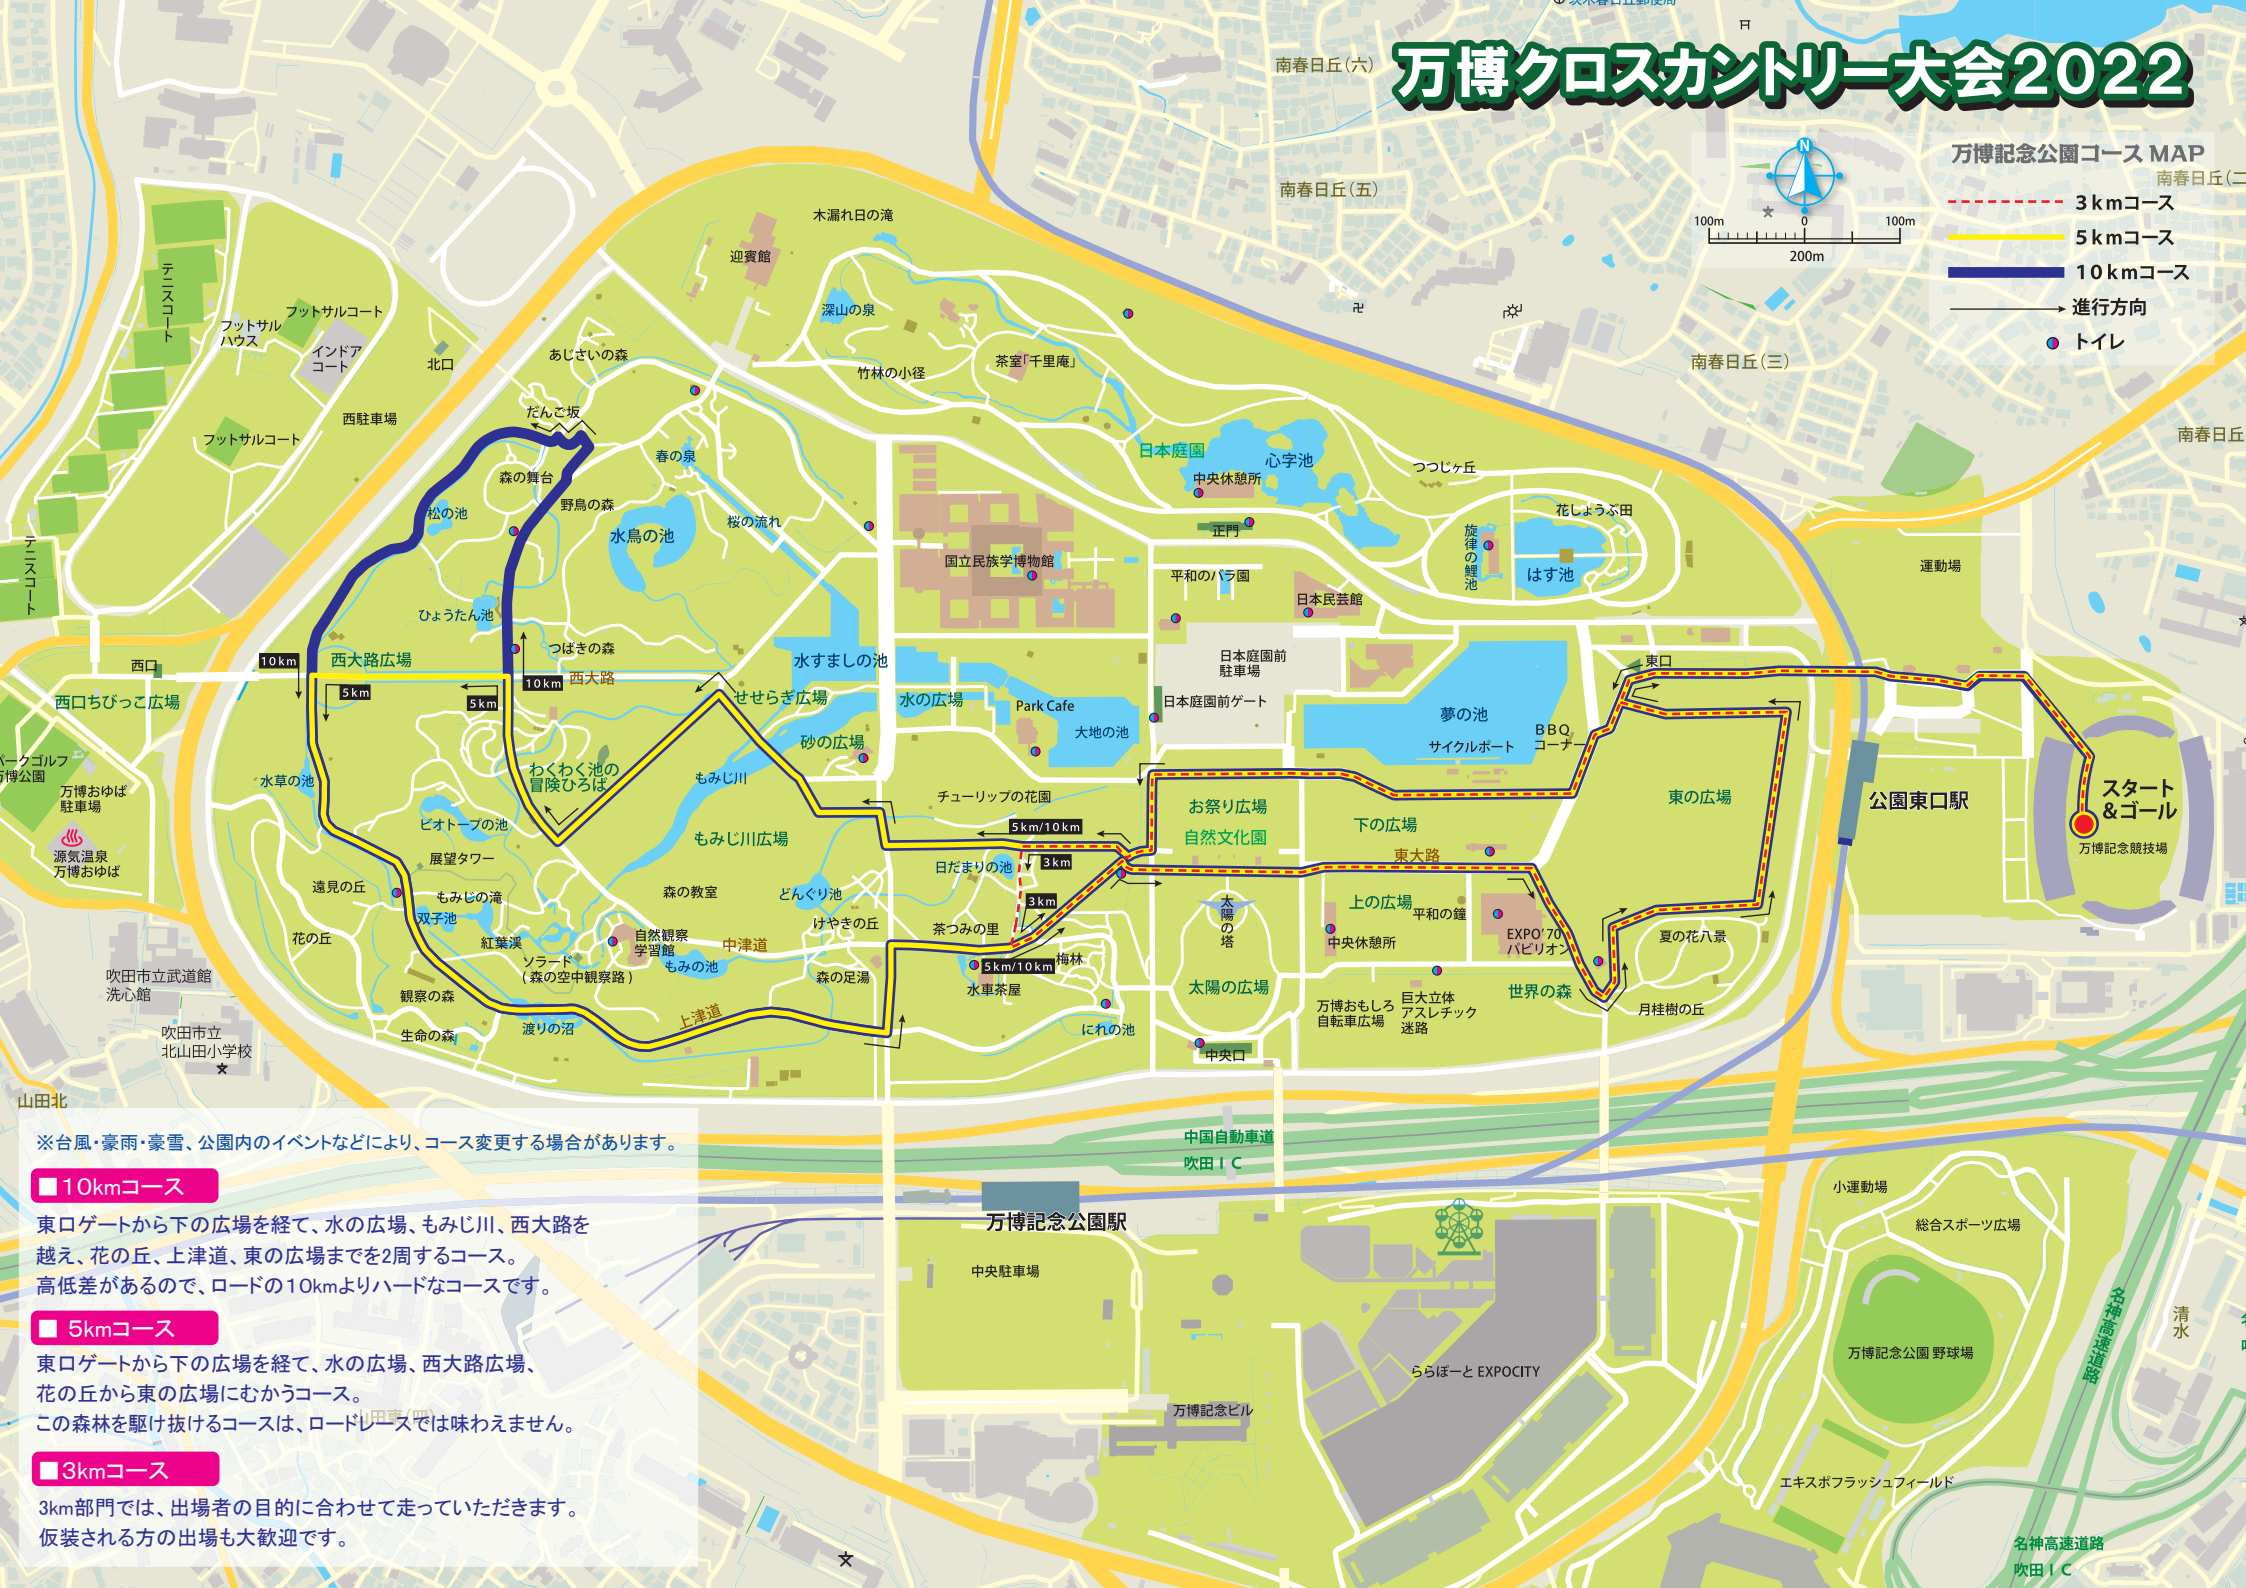 万博クロスカントリー大会2022
万博記念公園コース MAP
3kmコース
5kmコース
10kmコース
進行方向
トイレ
N
100m 0 100m
200m
南春日丘(六)
南春日丘(五)
南春日丘(三)
南春日丘
木漏れ日の滝
迎賓館
深山の泉
竹林の小径
茶室「千里庵」
テニスコート
フットサルコート
フットサル
ハウス
インドア
コート
北口
あじさいの森
西駐車場
フットサルコート
だんご坂
森の舞台
春の泉
野鳥の森
松の池
水鳥の池
桜の流れ
日本庭園
心字池
中央休憩所
正門
つつじヶ丘
花しょうぶ田
旋律の鯉池
はす池
運動場
国立民族学博物館
平和のバラ園
日本民芸館
テニスコート
ひょうたん池
つばきの森
西口
西大路広場
10km
5km
5km
10km
西大路
西口ちびっこ広場
水すましの池
せせらぎ広場
水の広場
Park Cafe
大地の池
日本庭園前
駐車場
日本庭園前ゲート
夢の池
サイクルポート
BBQ
コーナー
東口
砂の広場
パークゴルフ
万博公園
万博おゆば
駐車場
源気温泉
万博おゆば
水草の池
わくわく池の
冒険ひろば
もみじ川
もみじ川広場
ビオトープの池
展望タワー
チューリップの花園
5km/10km
3km
3km
5km/10km
お祭り広場
自然文化園
下の広場
東の広場
東大路
公園東口駅
スタート
&ゴール
万博記念競技場
日だまりの池
遠見の丘
もみじの滝
双子池
紅葉渓
花の丘
森の教室
どんぐり池
けやきの丘
茶つみの里
太陽の塔
上の広場
平和の鐘
中央休憩所
EXPO'70
パビリオン
夏の花八景
自然観察
学習館
中津道
もみの池
ソラード
(森の空中観察路)
森の足湯
水車茶屋
梅林
太陽の広場
世界の森
月桂樹の丘
吹田市立武道館
洗心館
観察の森
渡りの沼
上津道
生命の森
にれの池
中央口
万博おもしろ
自転車広場
巨大立体
アスレチック
迷路
吹田市立
北山田小学校
山田北
中国自動車道
吹田IC
万博記念公園駅
中央駐車場
万博記念ビル
ららぽーと EXPOCITY
小運動場
総合スポーツ広場
万博記念公園 野球場
エキスポフラッシュフィールド
名神高速道路
清水
名神高速道路
吹田IC
※台風・豪雨・豪雪、公園内のイベントなどにより、コース変更する場合があります。
■10kmコース
東口ゲートから下の広場を経て、水の広場、もみじ川、西大路を
越え、花の丘、上津道、東の広場までを2周するコース。
高低差があるので、ロードの10kmよりハードなコースです。
■ 5kmコース
東口ゲートから下の広場を経て、水の広場、西大路広場、
花の丘から東の広場にむかうコース。
この森林を駆け抜けるコースは、ロードレースでは味わえません。
■3kmコース
3km部門では、出場者の目的に合わせて走っていただきます。
仮装される方の出場も大歓迎です。